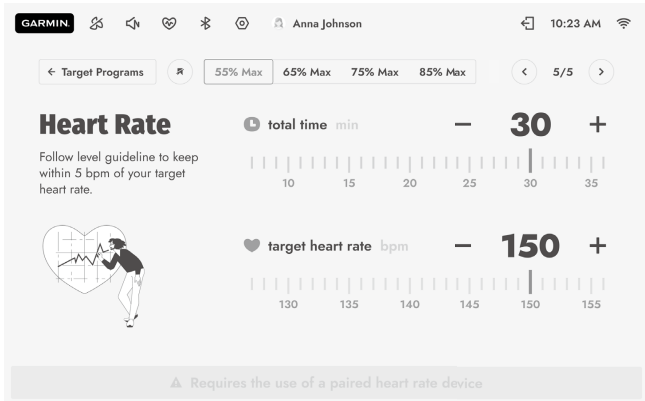 GARMIN.
Anna Johnson
10:23 AM
← Target Programs
55% Max
65% Max
75% Max
85% Max
5/5
Heart Rate
Follow level guideline to keep
within 5 bpm of your target
heart rate.
total time min
30
10 15 20 25 30 35
target heart rate bpm
150
130 135 140 145 150 155
Requires the use of a paired heart rate device